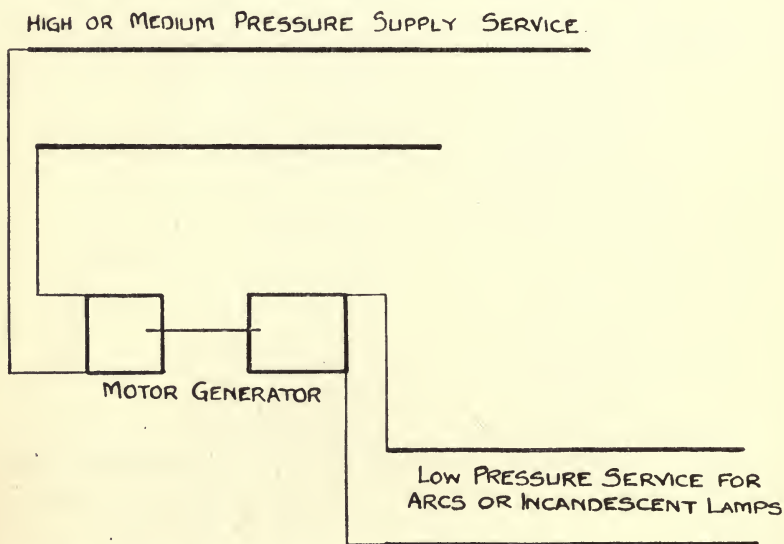 HIGH OR MEDIUM PRESSURE SUPPLY SERVICE.
MOTOR GENERATOR
LOW PRESSURE SERVICE FOR
ARCS OR INCANDESCENT LAMPS